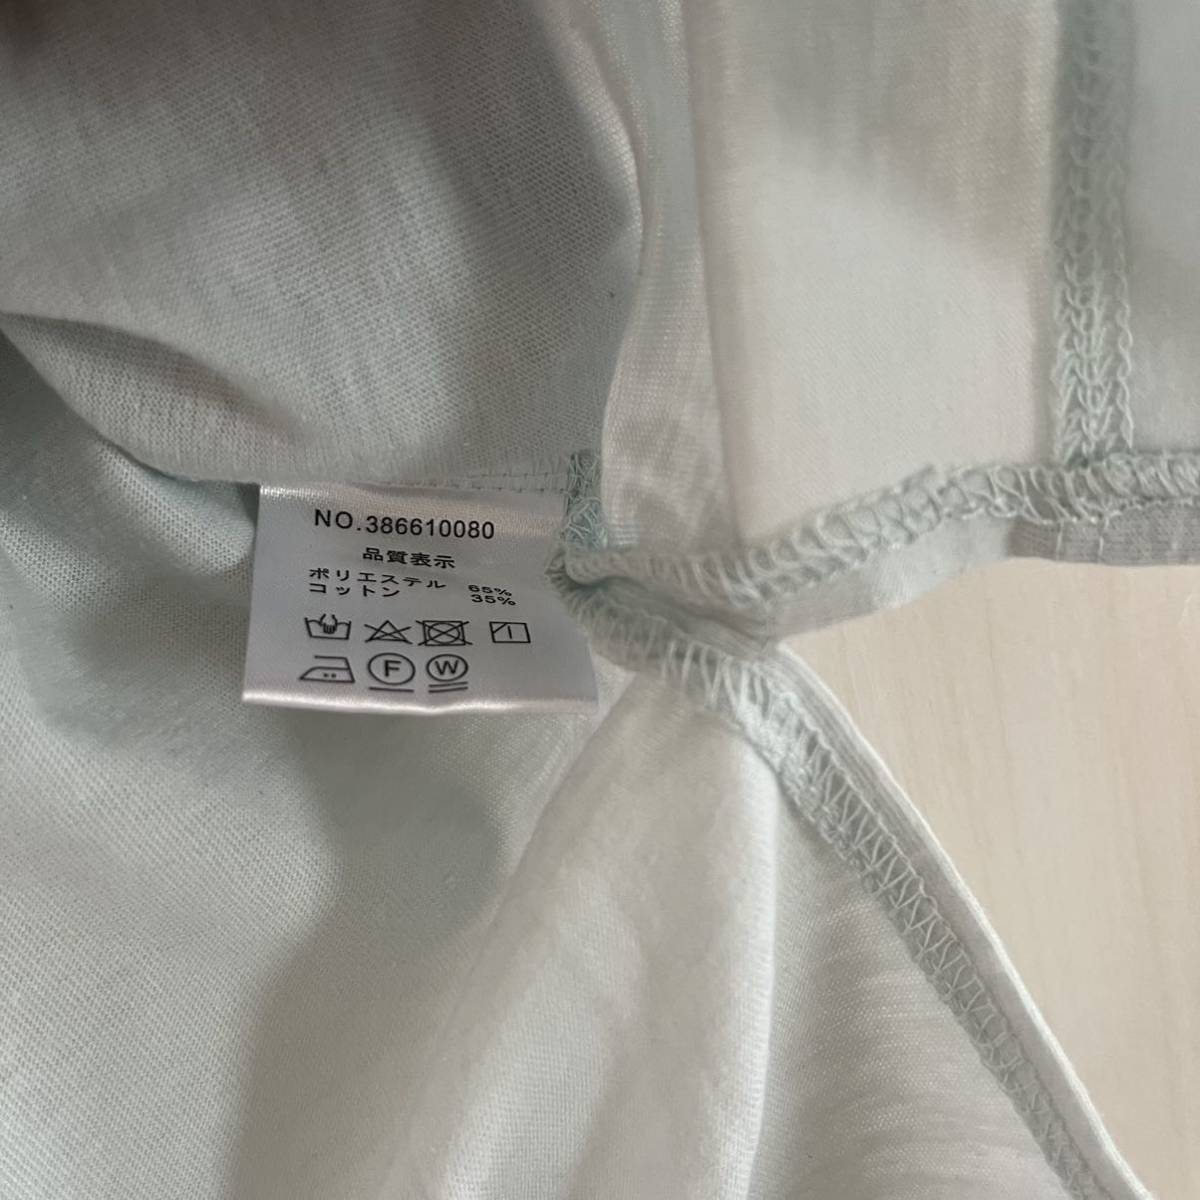 NO.386610080
品質表示
ポリエステル 65%
コットン 35%
F W